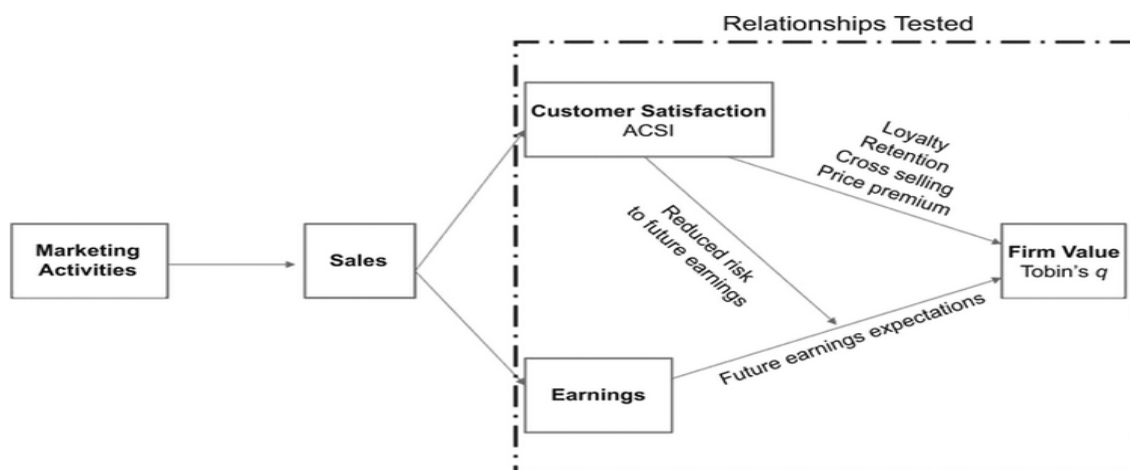 Relationships Tested
Customer Satisfaction
ACSI
Loyalty
Retention
Cross selling
Price premium
Reduced risk
to future earnings
Marketing
Activities
Sales
Firm Value
Tobin's q
Future earnings expectations
Earnings